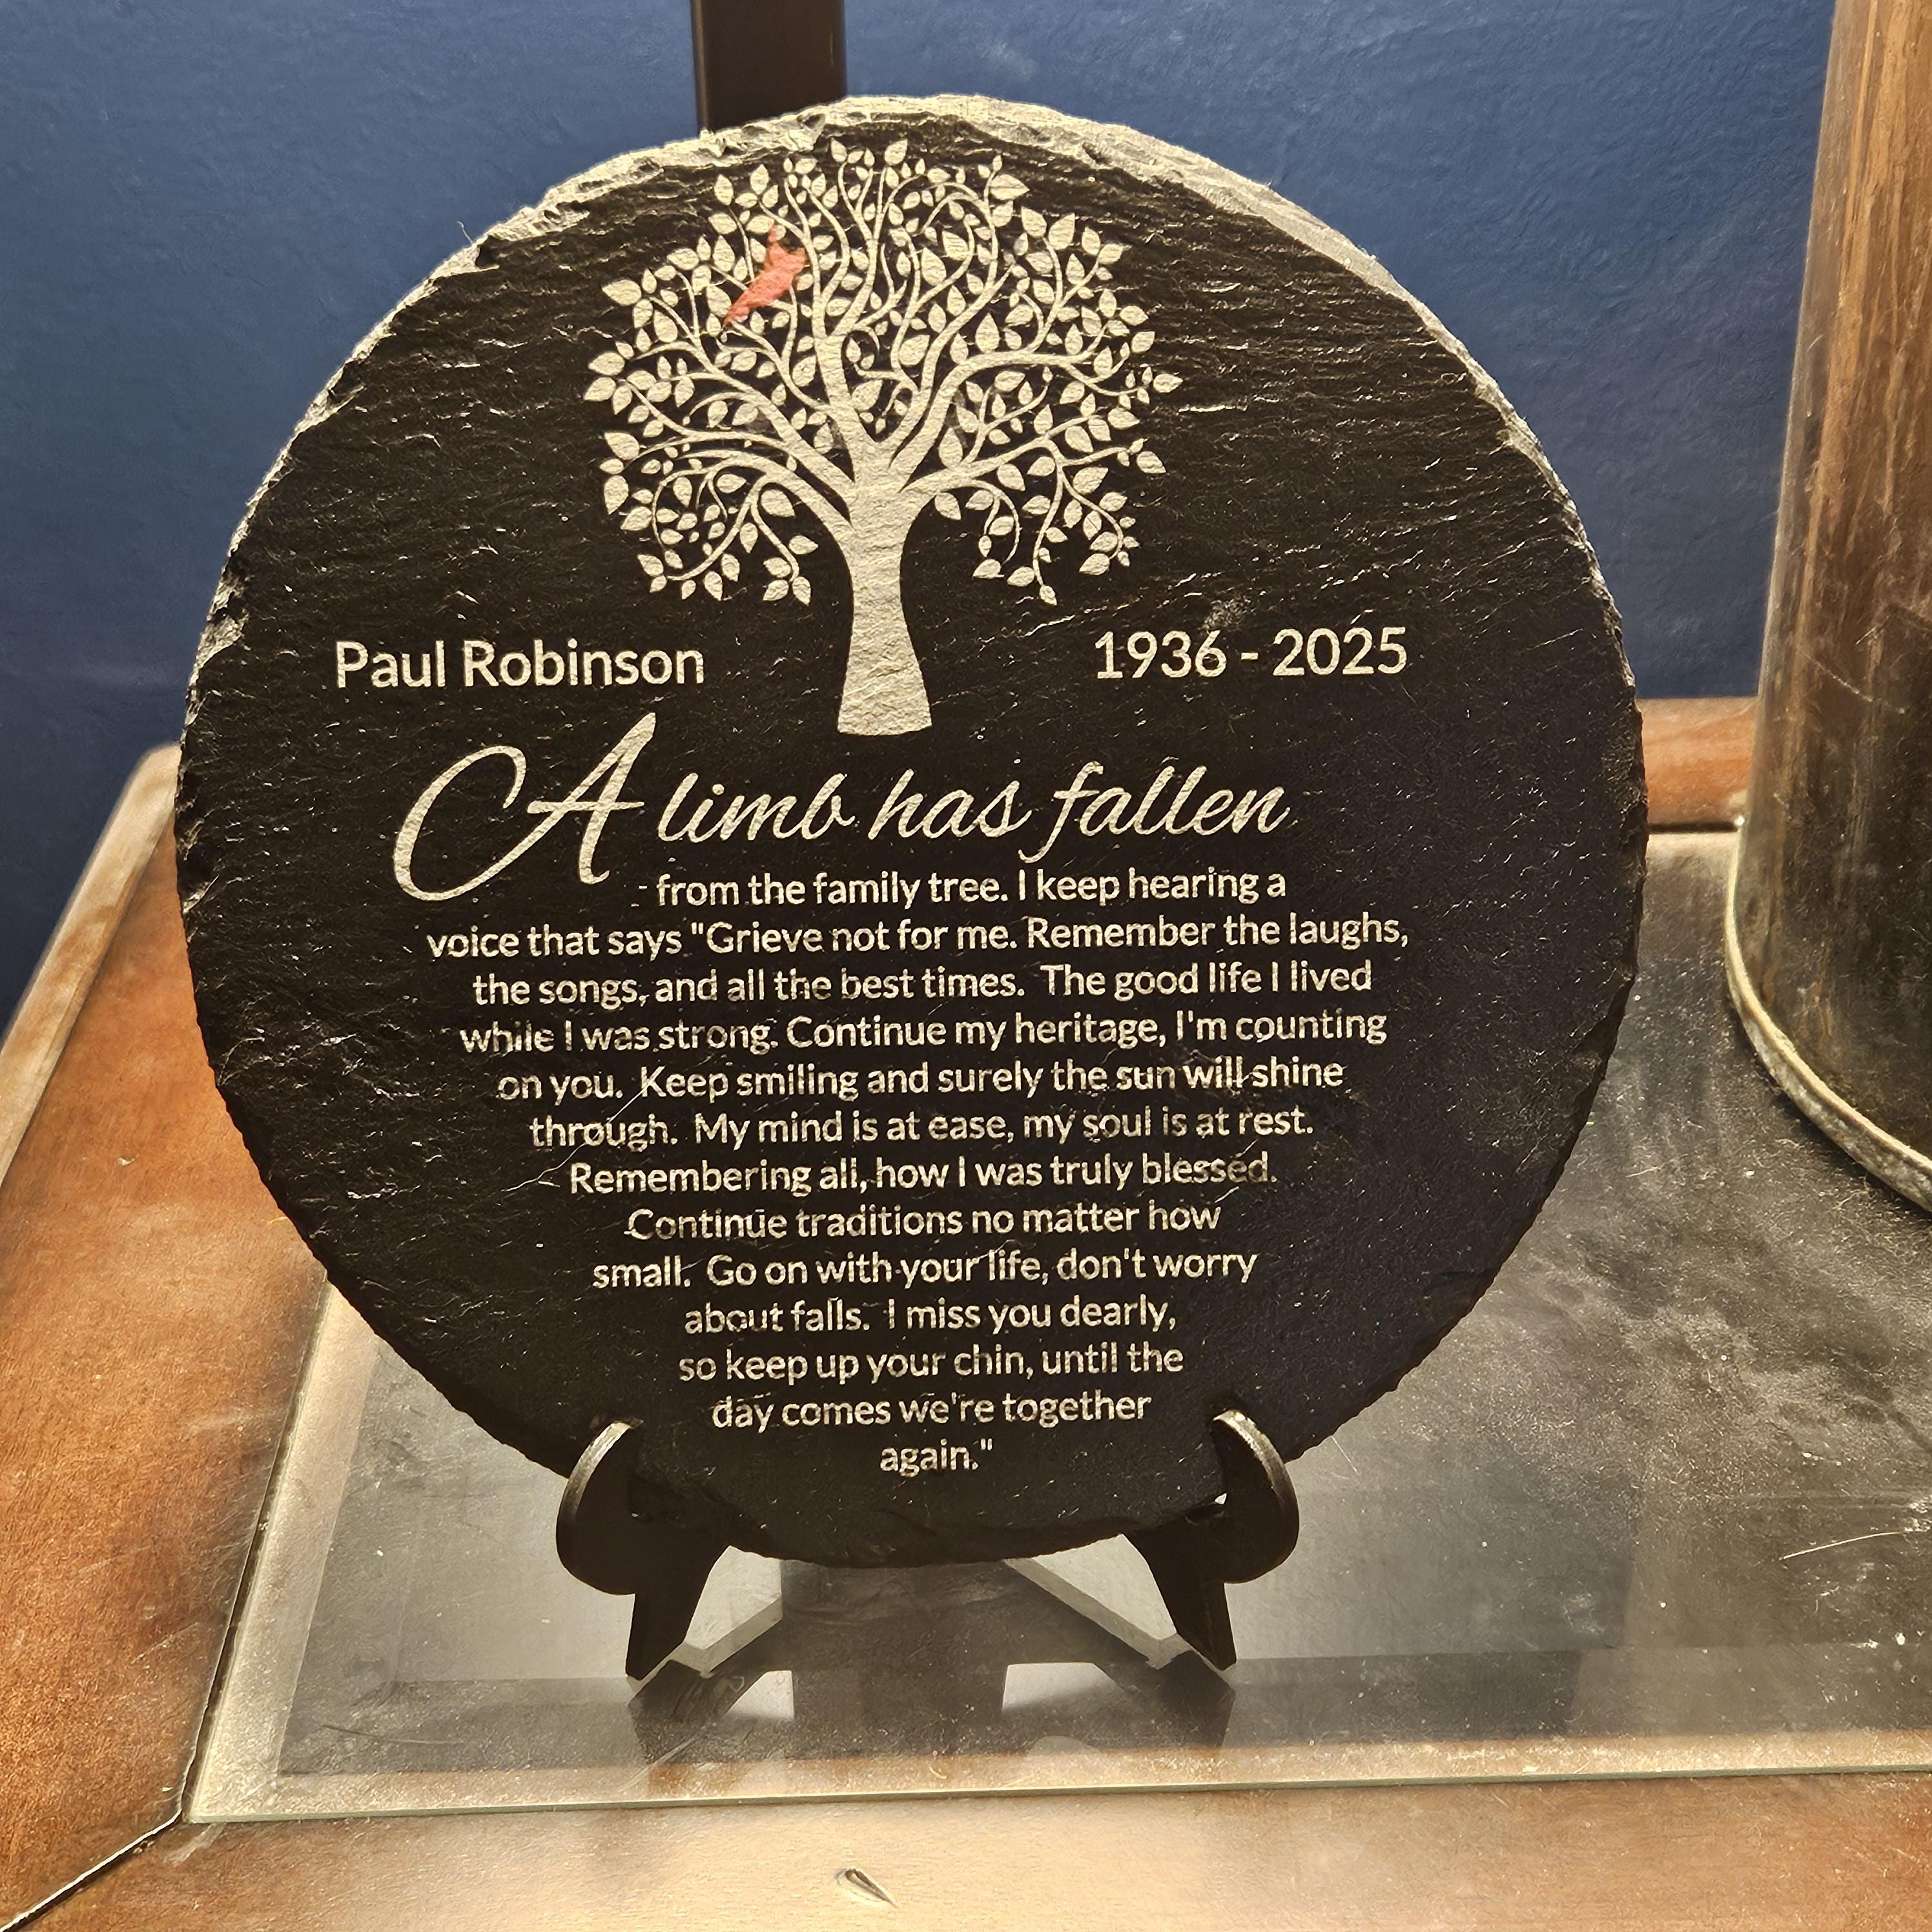 Paul Robinson 1936 - 2025
A limb has fallen
from the family tree. I keep hearing a
voice that says "Grieve not for me. Remember the laughs,
the songs, and all the best times. The good life I lived
while I was strong. Continue my heritage, I'm counting
on you. Keep smiling and surely the sun will shine
through. My mind is at ease, my soul is at rest.
Remembering all, how I was truly blessed.
Continue traditions no matter how
small. Go on with your life, don't worry
about falls. I miss you dearly,
so keep up your chin, until the
day comes we're together
again."